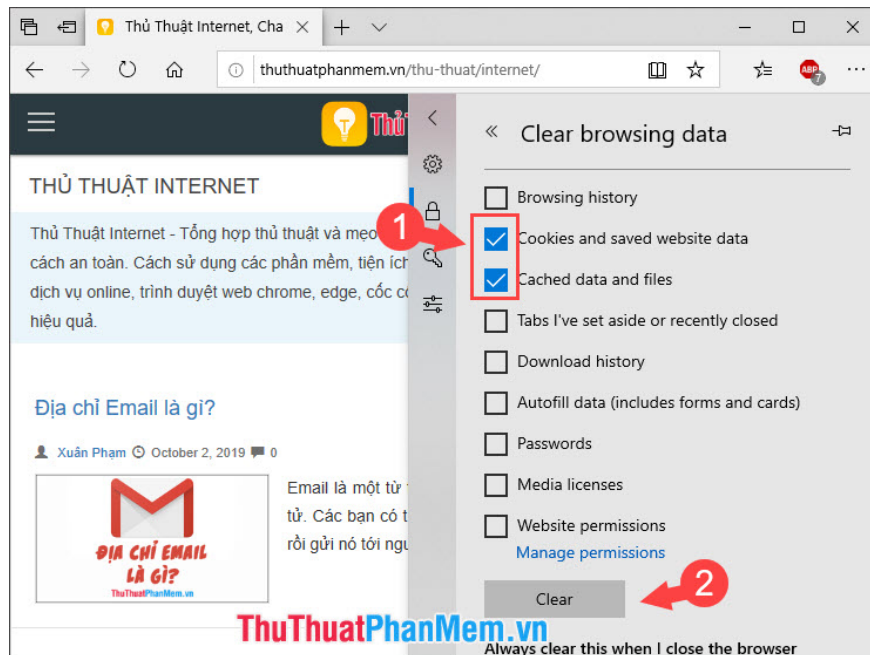 Thủ Thuật Internet, Cha
thuthuatphanmem.vn/thu-thuat/internet/
ABP
7
Thủ
THỦ THUẬT INTERNET
Thủ Thuật Internet - Tổng hợp thủ thuật và mẹo
cách an toàn. Cách sử dụng các phần mềm, tiện ích
dịch vụ online, trình duyệt web chrome, edge, cốc
hiệu quả.
Địa chỉ Email là gì?
Xuân Phạm October 2, 2019 0
ĐỊA CHỈ EMAIL
LÀ GÌ?
ThuThuatPhanMem.vn
Email là một từ
tử. Các bạn có
rồi gửi nó tới
Clear browsing data
Browsing history
1
Cookies and saved website data
Cached data and files
Tabs I've set aside or recently closed
Download history
Autofill data (includes forms and cards)
Passwords
Media licenses
Website permissions
Manage permissions
Clear
2
Always clear this when I close the browser
ThuThuatPhanMem.vn